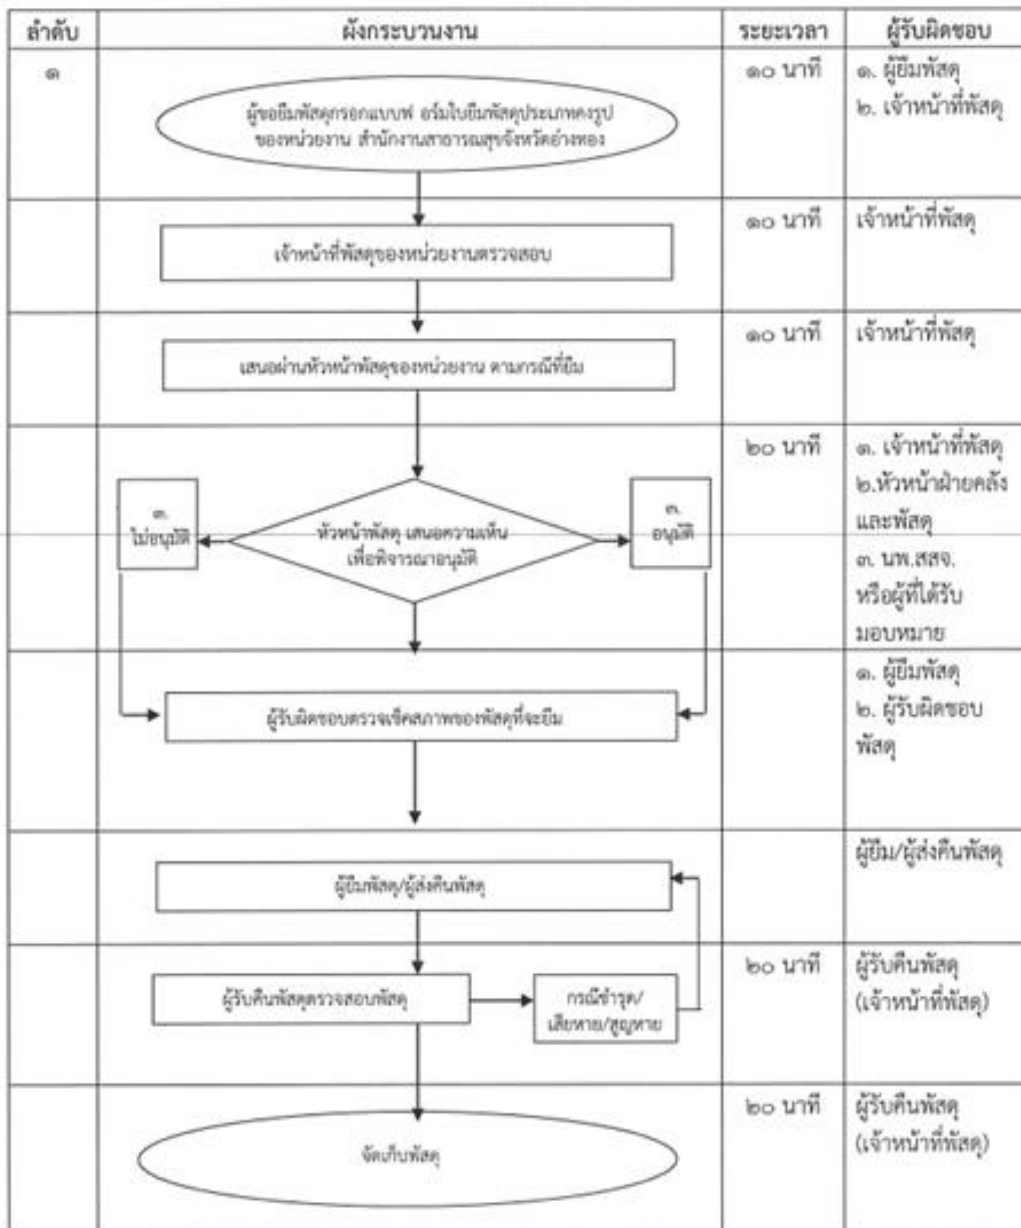 ลำดับ
ผังกระบวนงาน
ระยะเวลา
ผู้รับผิดชอบ
๑
ผู้ขอยืมพัสดุกรอกแบบฟ อร์มใบยืมพัสดุประเภทคงรูป
ของหน่วยงาน สำนักงานสาธารณสุขจังหวัดอ่างทอง
๑๐ นาที
๑. ผู้ยืมพัสดุ
๒. เจ้าหน้าที่พัสดุ
เจ้าหน้าที่พัสดุของหน่วยงานตรวจสอบ
๑๐ นาที
เจ้าหน้าที่พัสดุ
เสนอผ่านหัวหน้าพัสดุของหน่วยงาน ตามกรณีที่ยืม
๑๐ นาที
เจ้าหน้าที่พัสดุ
๓.
ไม่อนุมัติ
หัวหน้าพัสดุ เสนอความเห็น
เพื่อพิจารณาอนุมัติ
๓.
อนุมัติ
๒๐ นาที
๑. เจ้าหน้าที่พัสดุ
๒.หัวหน้าฝ่ายคลัง
และพัสดุ
๓. นพ.สสจ.
หรือผู้ที่ได้รับ
มอบหมาย
ผู้รับผิดชอบตรวจเช็คสภาพของพัสดุที่จะยืม
๑. ผู้ยืมพัสดุ
๒. ผู้รับผิดชอบ
พัสดุ
ผู้ยืมพัสดุ/ผู้ส่งคืนพัสดุ
ผู้ยืม/ผู้ส่งคืนพัสดุ
ผู้รับคืนพัสดุตรวจสอบพัสดุ
กรณีชำรุด/
เสียหาย/สูญหาย
๒๐ นาที
ผู้รับคืนพัสดุ
(เจ้าหน้าที่พัสดุ)
จัดเก็บพัสดุ
๒๐ นาที
ผู้รับคืนพัสดุ
(เจ้าหน้าที่พัสดุ)